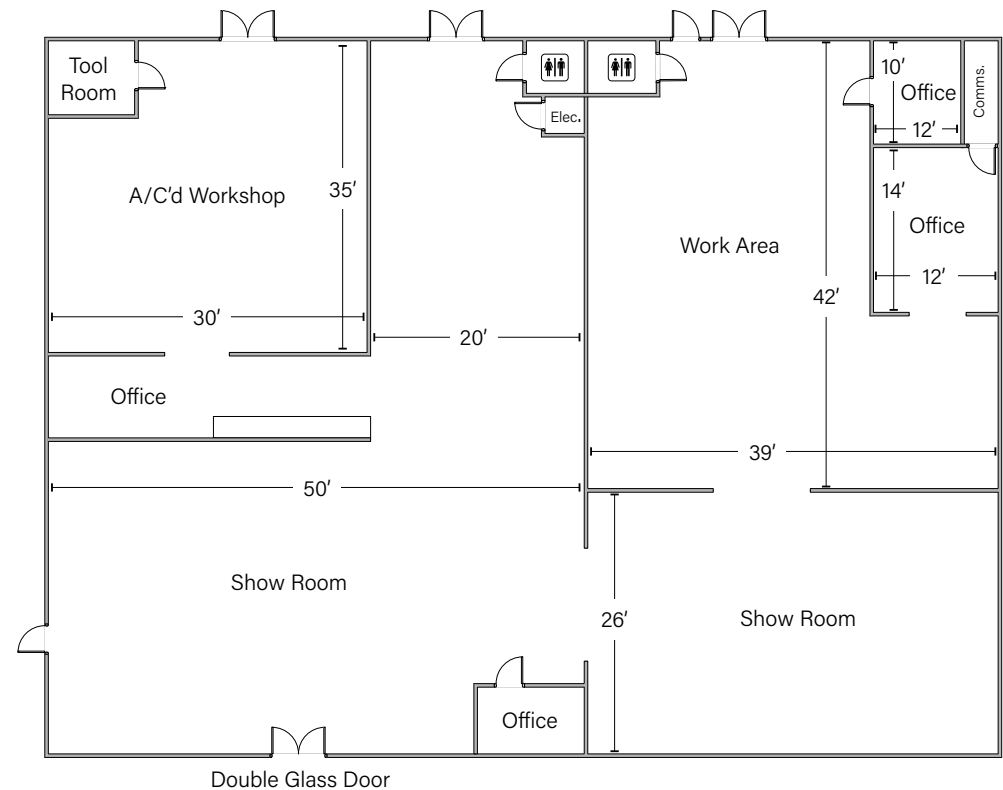 Tool
Room
10′
Office
Comms.
12′
Elec.
A/C'd Workshop
35′
14′
Office
Work Area
12′
42′
30′
20′
Office
39′
50′
Show Room
26′
Show Room
Office
Double Glass Door